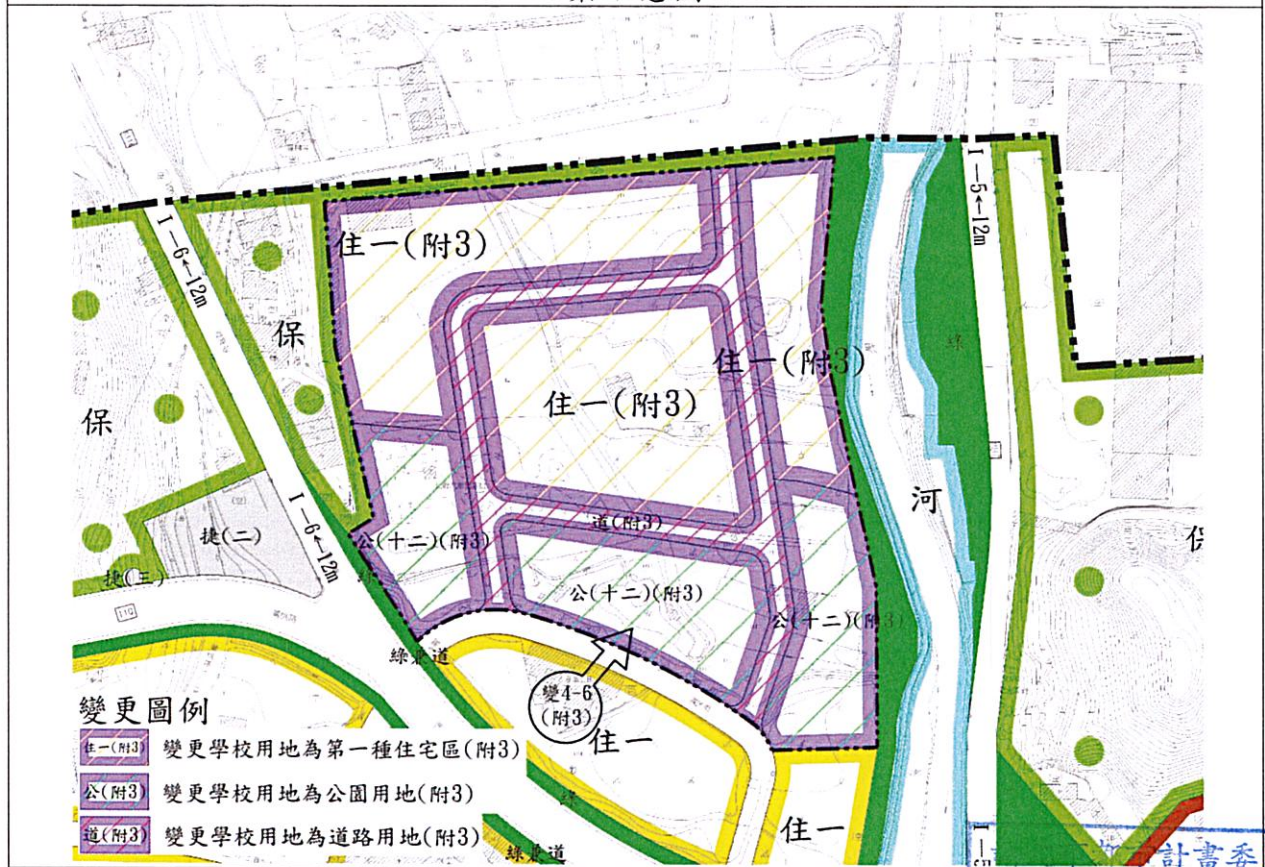 I—6←12m
I—5←12m
住一(附3)
保
住一(附3)
綠
保
住一(附3)
河
捷(二)
I—6←12m
道(附3)
公(十二)(附3)
捷(三)
綠
公(十二)(附3)
公(十二)(附3)
110
綠兼道
變4-6
(附3)
住一
變更圖例
住一(附3) 變更學校用地為第一種住宅區(附3)
公(附3) 變更學校用地為公園用地(附3)
綠
道(附3) 變更學校用地為道路用地(附3)
住一
綠兼道
計畫委